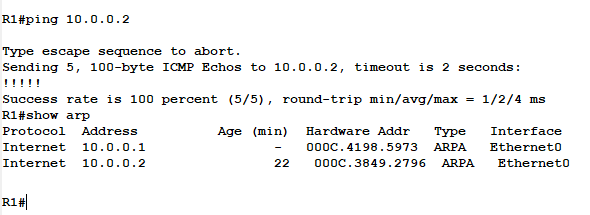 R1#ping 10.0.0.2
Type escape sequence to abort.
Sending 5, 100-byte ICMP Echos to 10.0.0.2, timeout is 2 seconds:
!!!!!
Success rate is 100 percent (5/5), round-trip min/avg/max = 1/2/4 ms
R1#show arp
Protocol  Address          Age (min)  Hardware Addr   Type   Interface
Internet  10.0.0.1                -   000C.4198.5973  ARPA   Ethernet0
Internet  10.0.0.2                22   000C.3849.2796  ARPA   Ethernet0
R1#